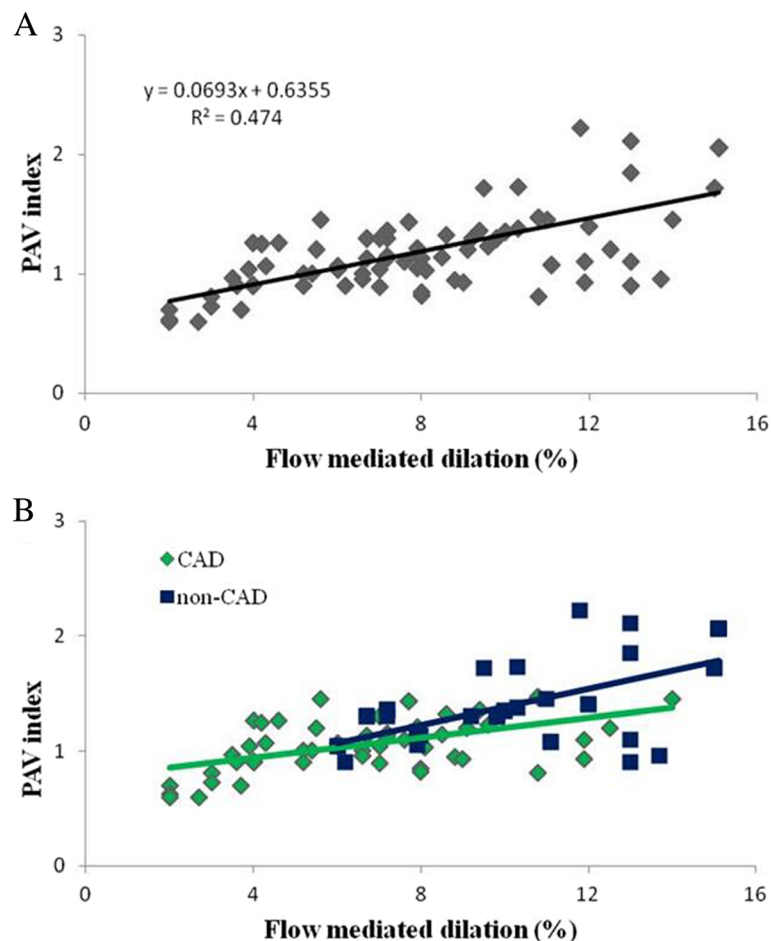 A
3
y = 0.0693x + 0.6355
R² = 0.474
2
PAV index
1
0
0 4 8 12 16
Flow mediated dilation (%)
B
3
CAD
non-CAD
2
PAV index
1
0
0 4 8 12 16
Flow mediated dilation (%)